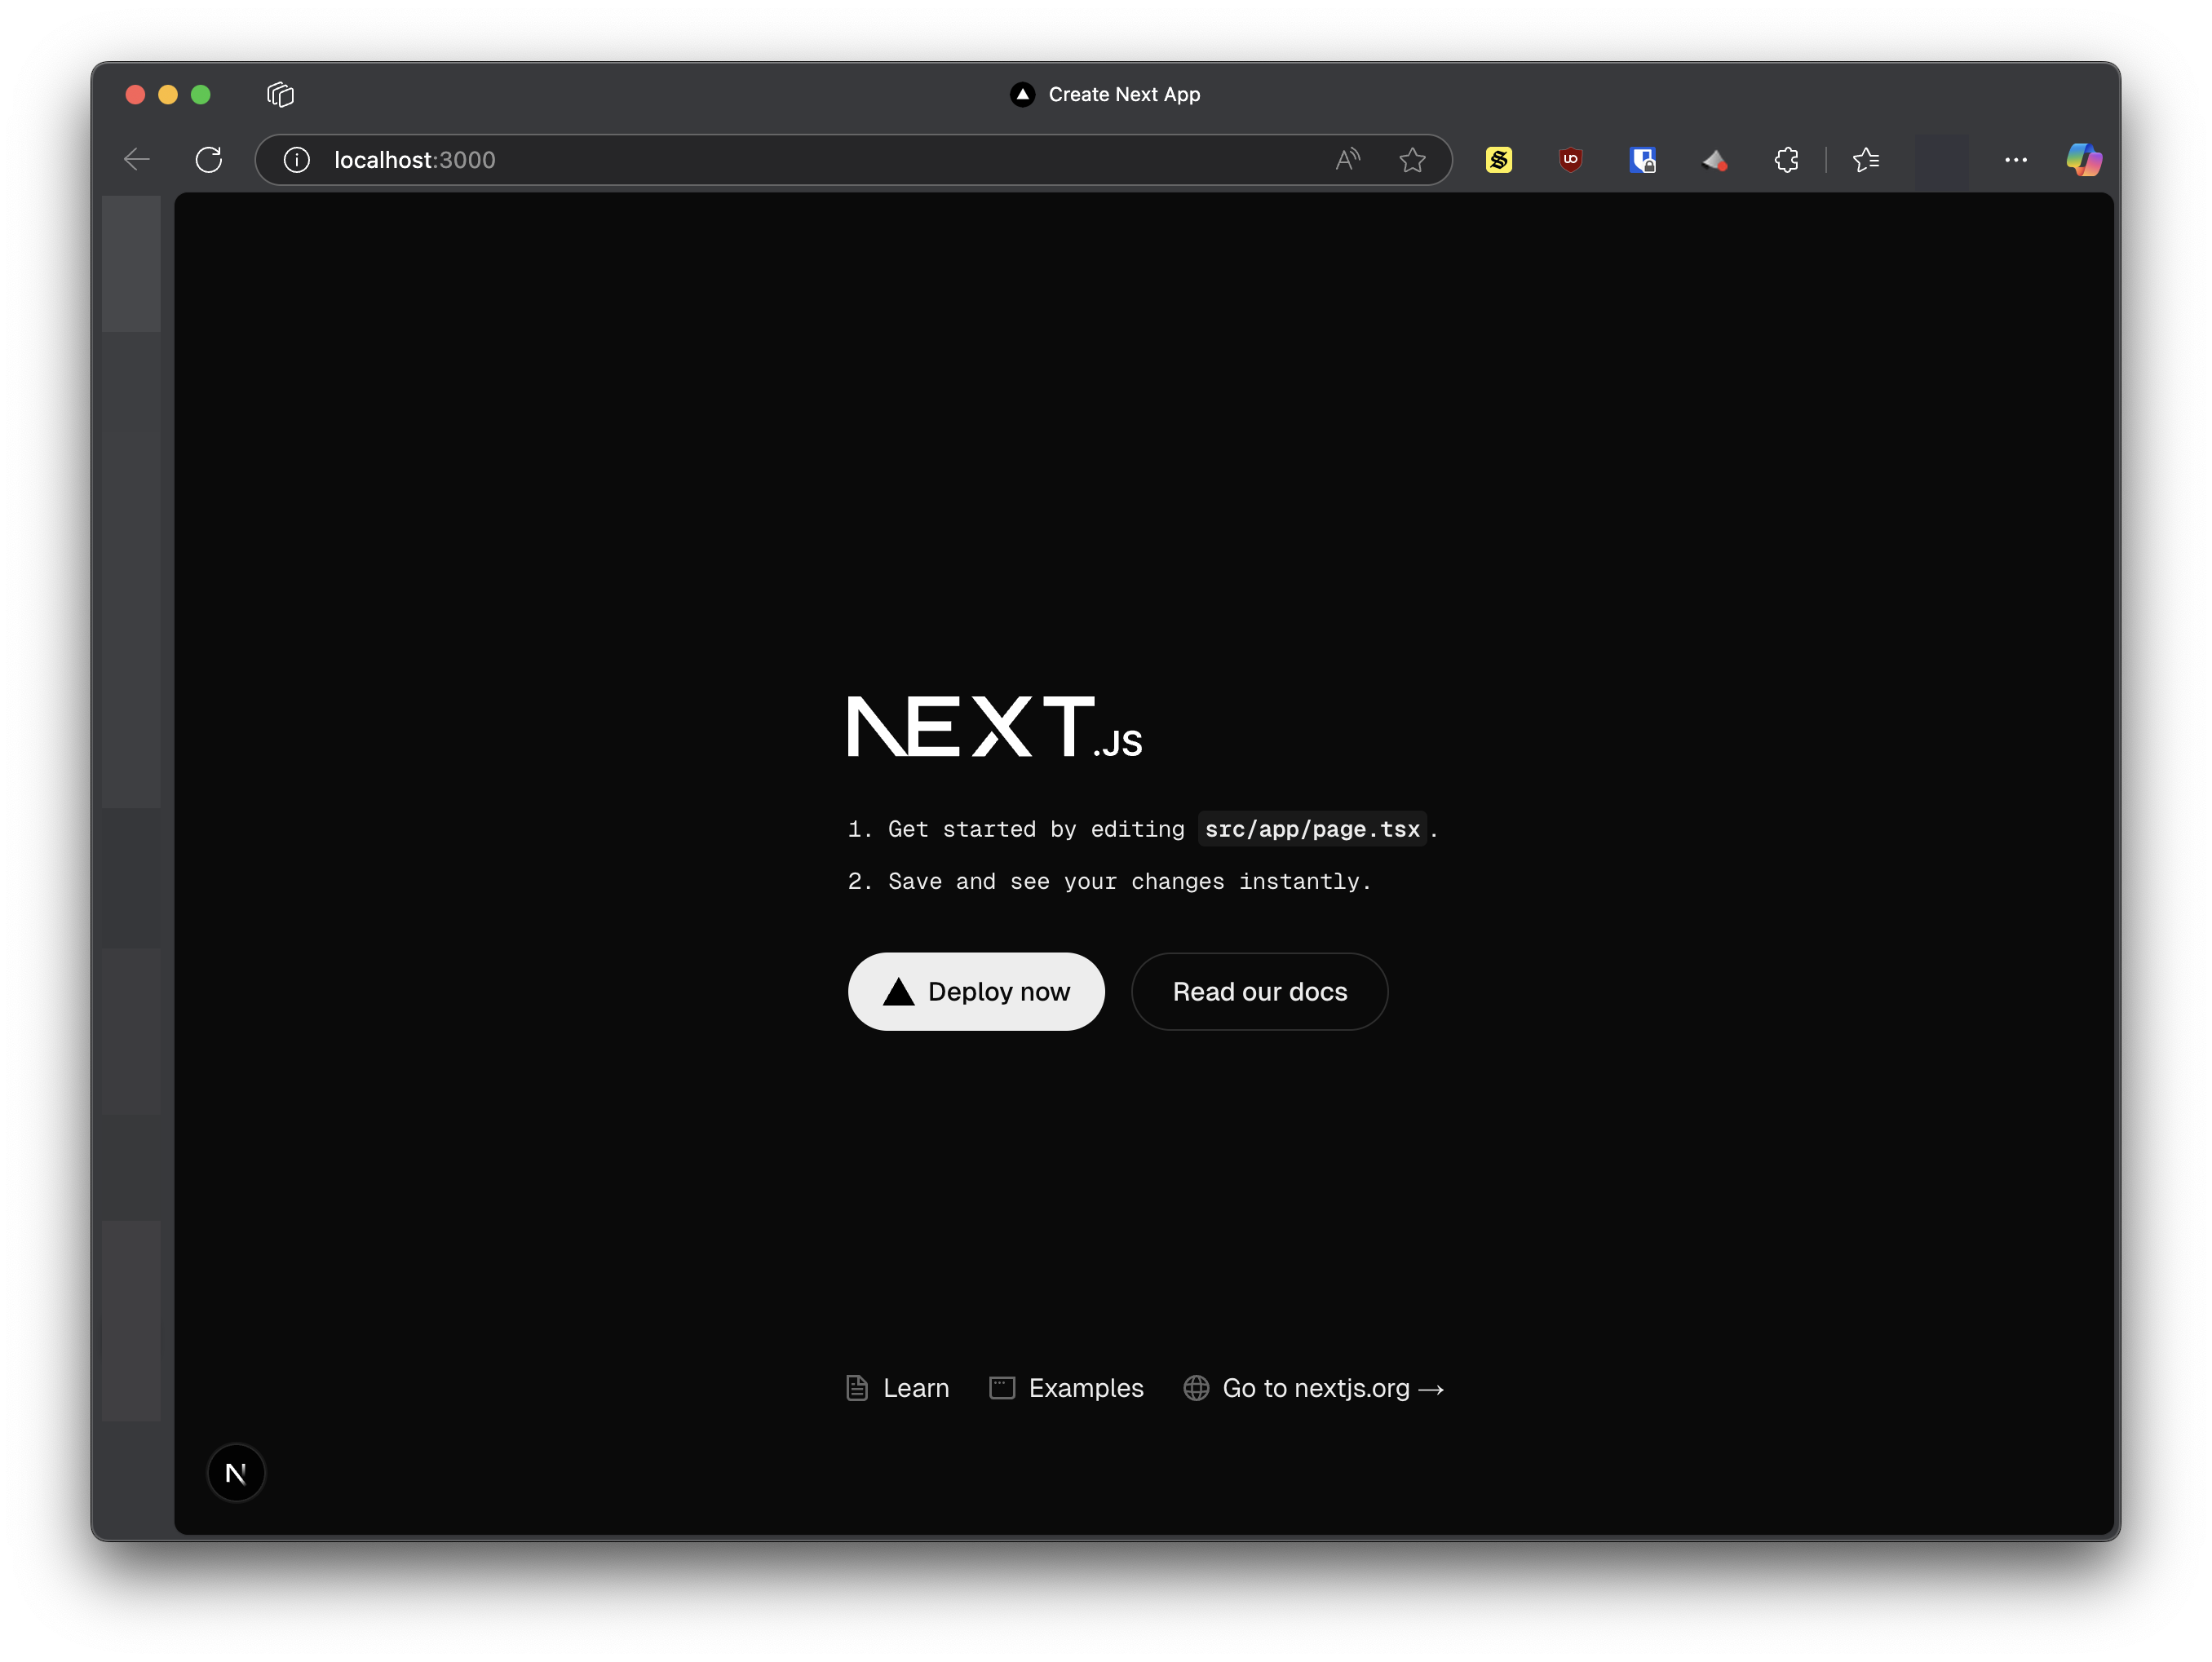 Create Next App
localhost:3000
NEXT.JS
1. Get started by editing src/app/page.tsx.
2. Save and see your changes instantly.
Deploy now
Read our docs
Learn
Examples
Go to nextjs.org →
N